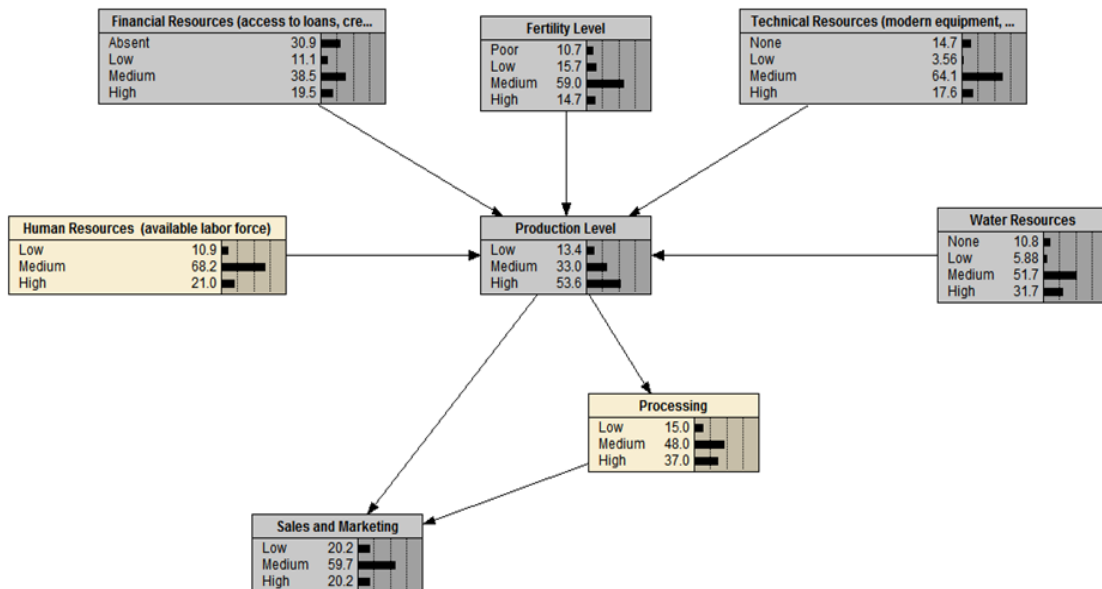 Financial Resources (access to loans, cre...
Absent 30.9
Low 11.1
Medium 38.5
High 19.5
Fertility Level
Poor 10.7
Low 15.7
Medium 59.0
High 14.7
Technical Resources (modern equipment, ...
None 14.7
Low 3.56
Medium 64.1
High 17.6
Human Resources (available labor force)
Low 10.9
Medium 68.2
High 21.0
Production Level
Low 13.4
Medium 33.0
High 53.6
Water Resources
None 10.8
Low 5.88
Medium 51.7
High 31.7
Processing
Low 15.0
Medium 48.0
High 37.0
Sales and Marketing
Low 20.2
Medium 59.7
High 20.2